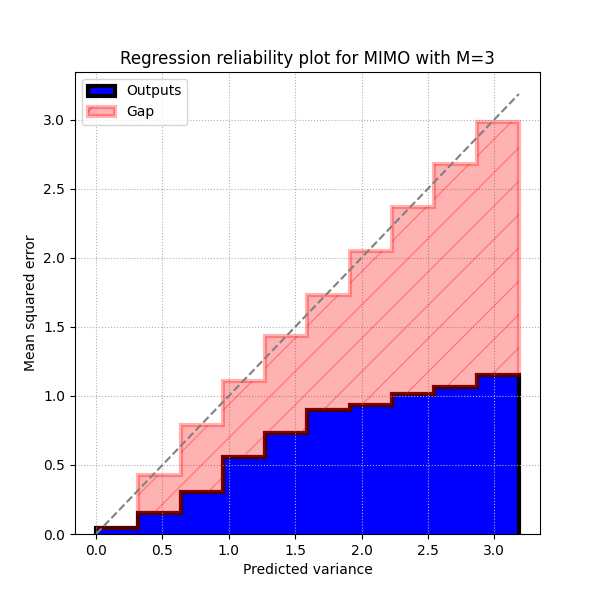 Regression reliability plot for MIMO with M=3
Outputs
Gap
Mean squared error
3.0
2.5
2.0
1.5
1.0
0.5
0.0
0.0 0.5 1.0 1.5 2.0 2.5 3.0
Predicted variance